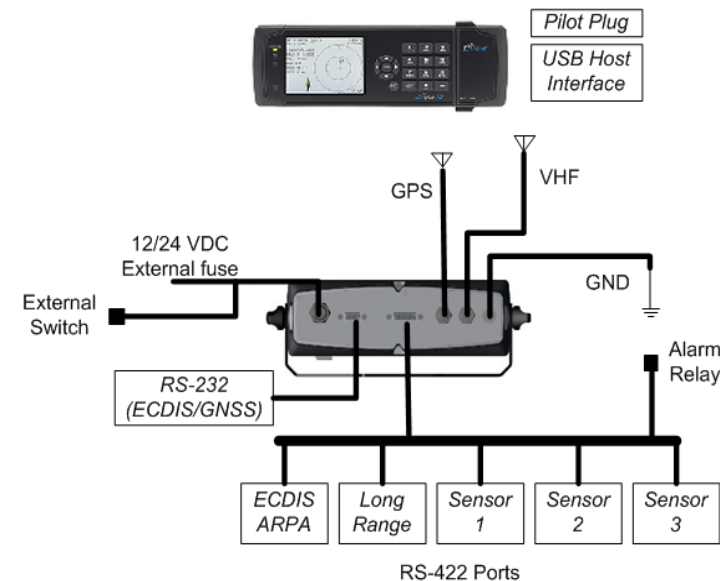 Pilot Plug
USB Host
Interface
GPS
VHF
12/24 VDC
External fuse
GND
External
Switch
Alarm
Relay
RS-232
(ECDIS/GNSS)
ECDIS
ARPA
Long
Range
Sensor
1
Sensor
2
Sensor
3
RS-422 Ports